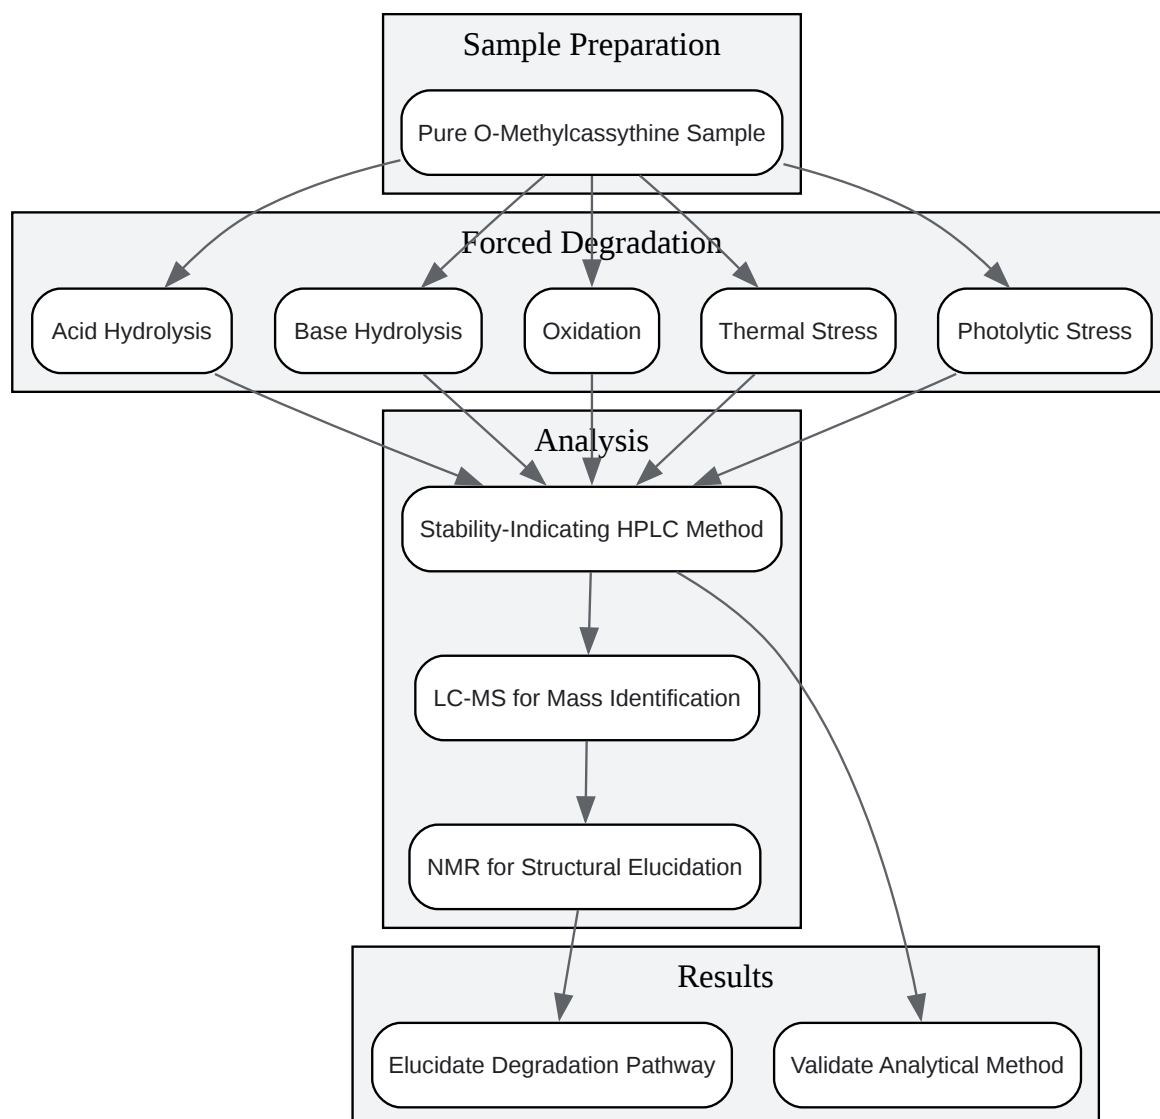 Sample Preparation
Pure O-Methylcassythine Sample
Forced Degradation
Acid Hydrolysis
Base Hydrolysis
Oxidation
Thermal Stress
Photolytic Stress
Analysis
Stability-Indicating HPLC Method
LC-MS for Mass Identification
NMR for Structural Elucidation
Results
Elucidate Degradation Pathway
Validate Analytical Method